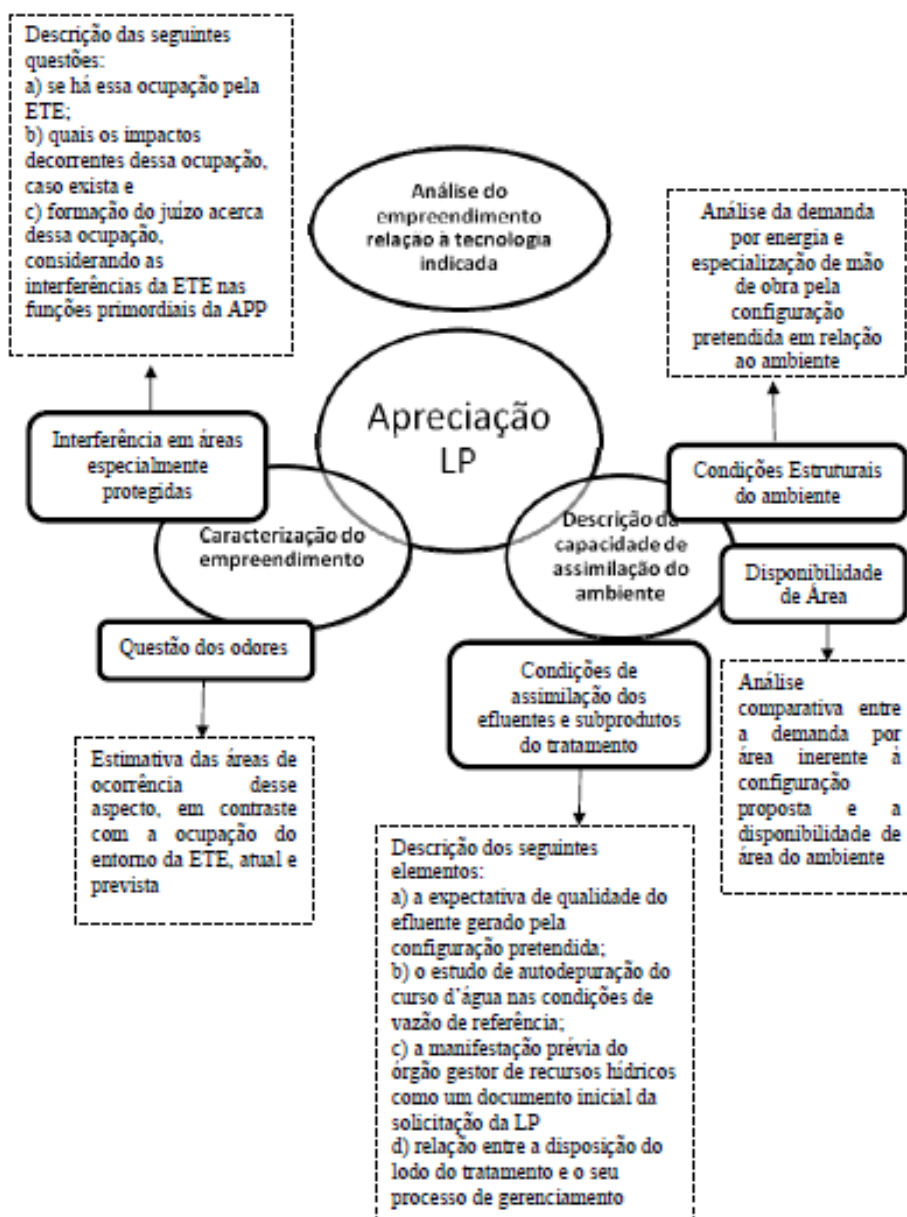 Descrição das seguintes
questões:
a) se há essa ocupação pela
ETE;
b) quais os impactos
decorrentes dessa ocupação,
caso exista e
c) formação do juízo acerca
dessa ocupação,
considerando as
interferências da ETE nas
funções primordiais da APP
Análise do
empreendimento
relação à tecnologia
indicada
Análise da demanda
por energia e
especialização de mão
de obra pela
configuração
pretendida em relação
ao ambiente
Apreciação
LP
Interferência em áreas
especialmente
protegidas
Condições Estruturais
do ambiente
Caracterização do
empreendimento
Descrição da
capacidade de
assimilação do
ambiente
Disponibilidade
de Área
Questão dos odores
Condições de
assimilação dos
efluentes e subprodutos
do tratamento
Estimativa das áreas de
ocorrência desse
aspecto, em contraste
com a ocupação do
entorno da ETE, atual e
prevista
Análise
comparativa entre
a demanda por
área inerente à
configuração
proposta e a
disponibilidade de
área do ambiente
Descrição dos seguintes
elementos:
a) a expectativa de qualidade do
efluente gerado pela
configuração pretendida;
b) o estudo de autodepuração do
curso d'água nas condições de
vazão de referência;
c) a manifestação prévia do
órgão gestor de recursos hídricos
como um documento inicial da
solicitação da LP
d) relação entre a disposição do
lodo do tratamento e o seu
processo de gerenciamento